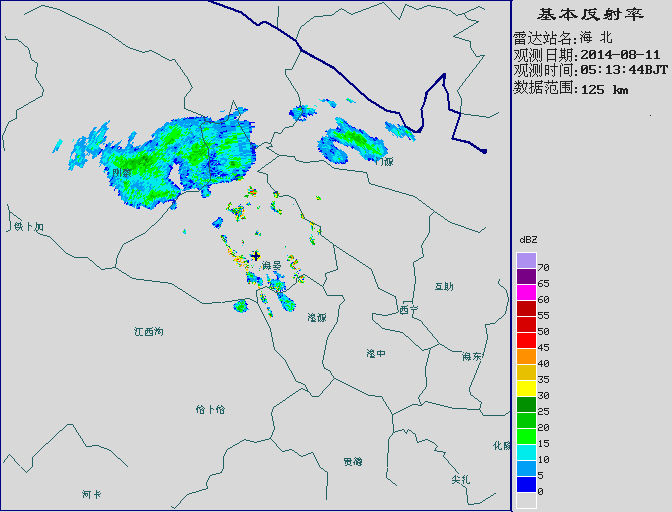 基本反射率
雷达站名:海 北
观测日期:2014-08-11
观测时间:05:13:44BJT
数据范围:125 km
门源
刚察
铁卜加
海晏
互助
西宁
湟源
江西沟
湟中
海东
恰卜恰
化隆
贵德
尖扎
河卡
dBZ
70
65
60
55
50
45
40
35
30
25
20
15
10
5
0